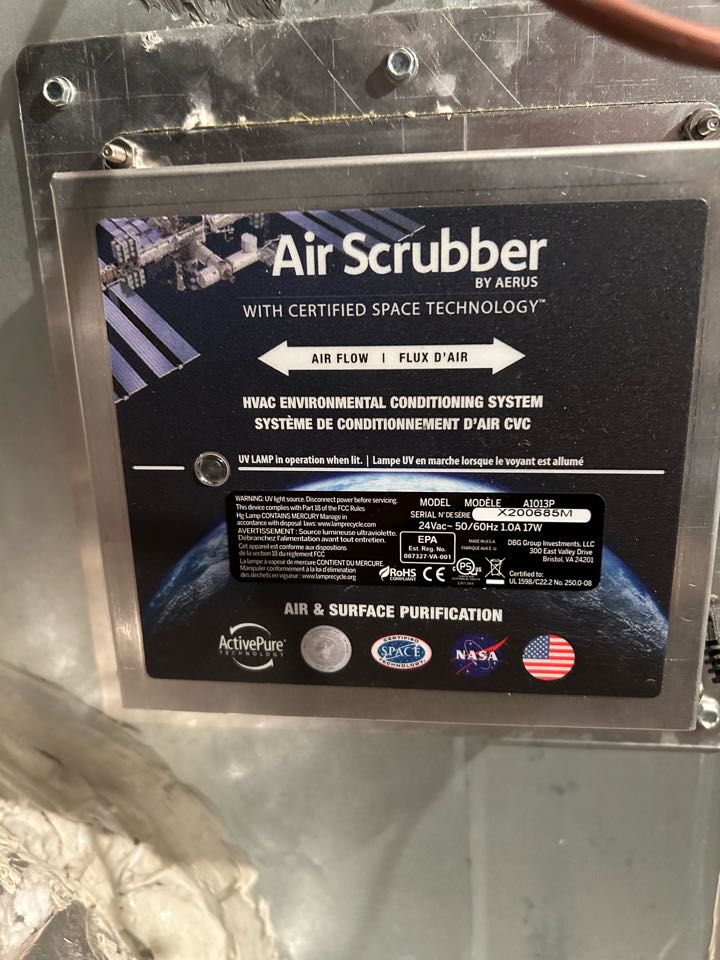 Air Scrubber
BY AERUS
WITH CERTIFIED SPACE TECHNOLOGY™
AIR FLOW | FLUX D'AIR
HVAC ENVIRONMENTAL CONDITIONING SYSTEM
SYSTÈME DE CONDITIONNEMENT D'AIR CVC
UV LAMP in operation when lit. | Lampe UV en marche lorsque le voyant est allumé
WARNING: UV light source. Disconnect power before servicing.
This device complies with Part 18 of the FCC Rules
Hg-Lamp CONTAINS MERCURY Manage in
accordance with disposal laws: www.lamprecycle.org
AVERTISSEMENT : Source lumineuse ultraviolette.
Débranchez l'alimentation avant tout entretien.
Cet appareil est conforme aux dispositions
de la section 18 du règlement FCC
La lampe à vapeur de mercure CONTIENT DU MERCURE.
Manipuler conformément à la loi d'élimination
des déchets en vigueur : www.lamprecycle.org
MODEL MODÈLE A1013P
SERIAL N° DE SÉRIE X200685M
24Vac~ 50/60Hz 1.0A 17W
EPA
Est. Reg. No.
087327-VA-001
MADE IN U.S.A.
FABRIQUÉ AUX É.-U.
DBG Group Investments, LLC
300 East Valley Drive
Bristol, VA 24201
RoHS
COMPLIANT
CE
PS
Certified to:
UL 1598/C22.2 No. 250.0-08
AIR & SURFACE PURIFICATION
ActivePure®
TECHNOLOGY
CERTIFIED
SPACE
TECHNOLOGY
NASA